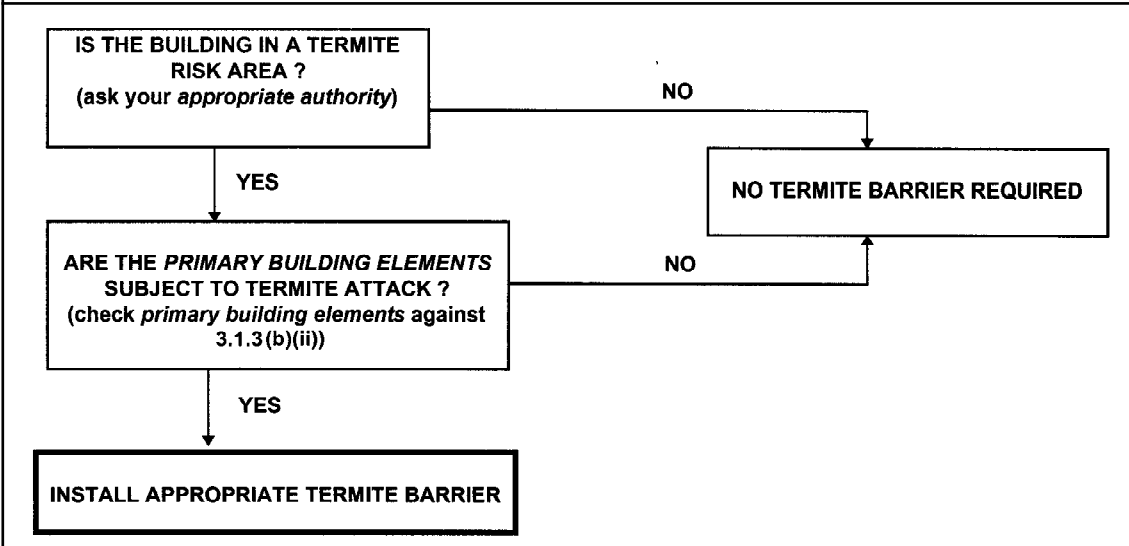 IS THE BUILDING IN A TERMITE
RISK AREA ?
(ask your appropriate authority)
NO
YES
NO TERMITE BARRIER REQUIRED
ARE THE PRIMARY BUILDING ELEMENTS
SUBJECT TO TERMITE ATTACK ?
(check primary building elements against
3.1.3(b)(ii))
NO
YES
INSTALL APPROPRIATE TERMITE BARRIER